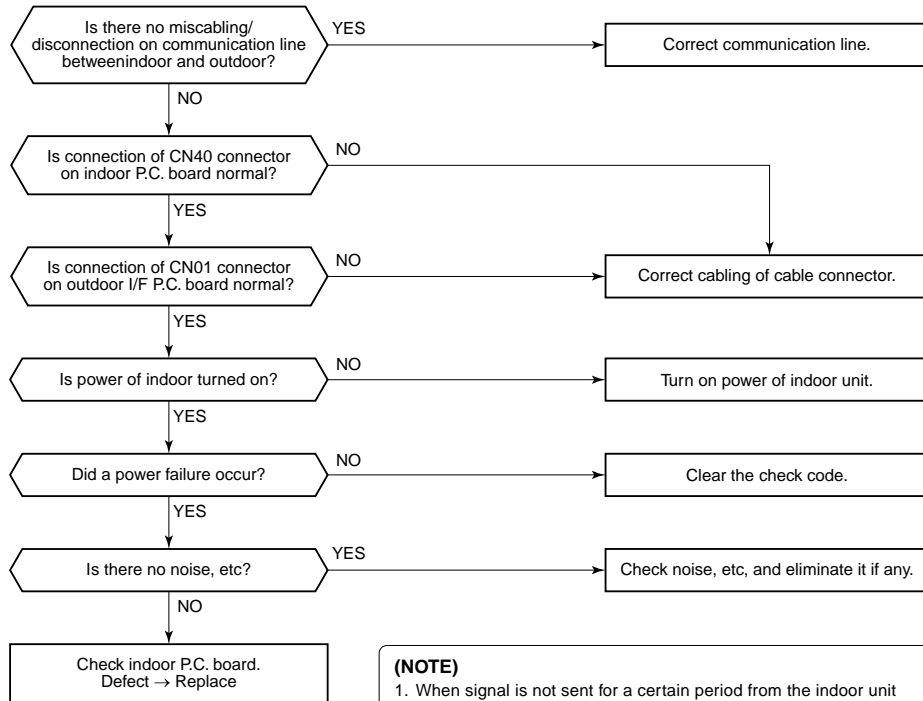 Is there no miscabling/
disconnection on communication line
betweenindoor and outdoor?
YES
Correct communication line.
NO
Is connection of CN40 connector
on indoor P.C. board normal?
NO
YES
Is connection of CN01 connector
on outdoor I/F P.C. board normal?
NO
Correct cabling of cable connector.
YES
Is power of indoor turned on?
NO
Turn on power of indoor unit.
YES
Did a power failure occur?
NO
Clear the check code.
YES
Is there no noise, etc?
YES
Check noise, etc, and eliminate it if any.
NO
Check indoor P.C. board.
Defect → Replace
(NOTE)
1. When signal is not sent for a certain period from the indoor unit